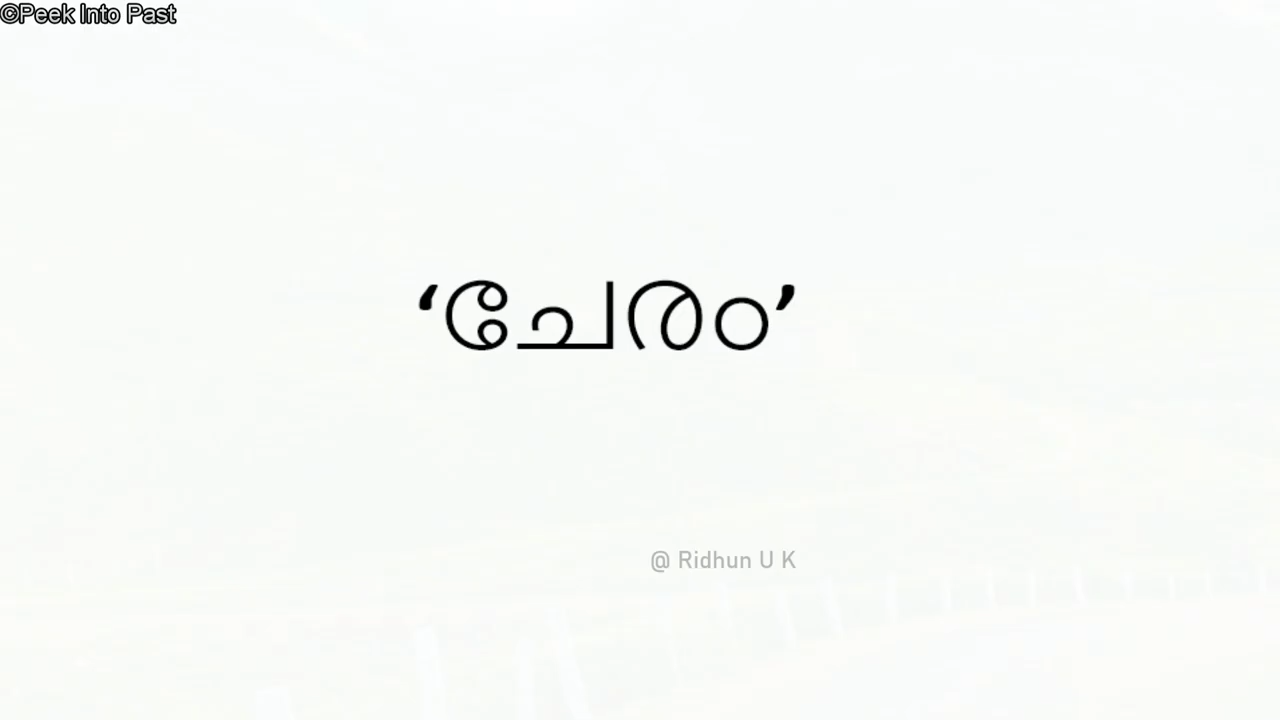 ©Peek Into Past
‘ചേരം’
@ Ridhun U K